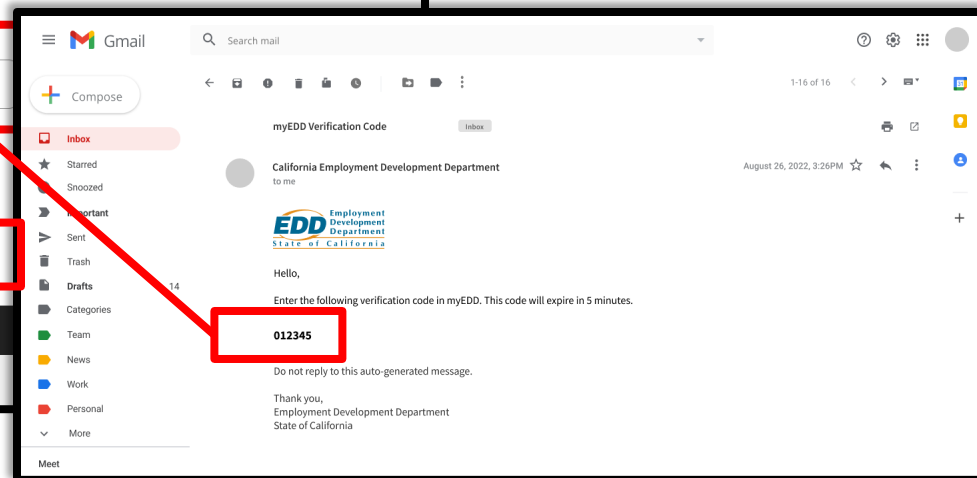 Gmail
Search mail
Compose
1-16 of 16
Inbox
Starred
Snoozed
Important
Sent
Trash
Drafts 14
Categories
Team
News
Work
Personal
More
Meet
myEDD Verification Code Inbox
California Employment Development Department August 26, 2022, 3:26PM
to me
EDD Employment
Development
Department
State of California
Hello,
Enter the following verification code in myEDD. This code will expire in 5 minutes.
012345
Do not reply to this auto-generated message.
Thank you,
Employment Development Department
State of California
31